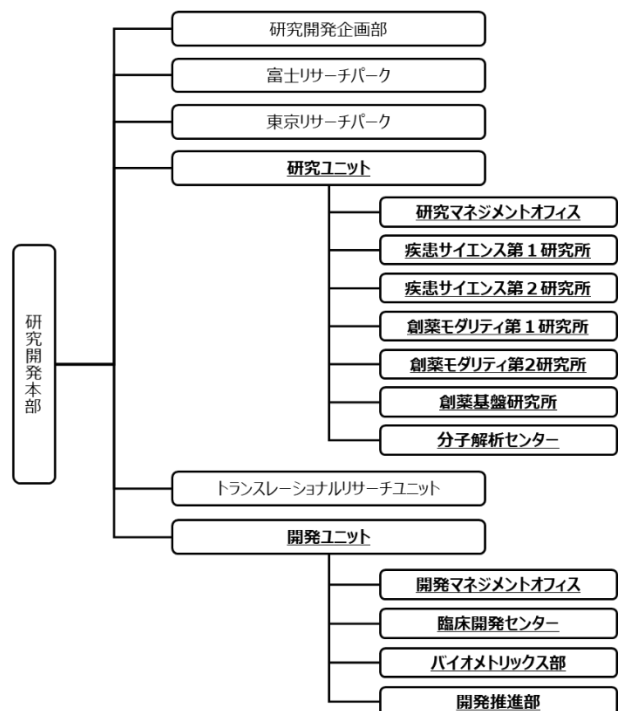 研究開発企画部
富士リサーチパーク
東京リサーチパーク
研究ユニット
研究マネジメントオフィス
疾患サイエンス第１研究所
疾患サイエンス第２研究所
創薬モダリティ第１研究所
創薬モダリティ第2研究所
創薬基盤研究所
分子解析センター
研究開発本部
トランスレーショナルリサーチユニット
開発ユニット
開発マネジメントオフィス
臨床開発センター
バイオメトリックス部
開発推進部